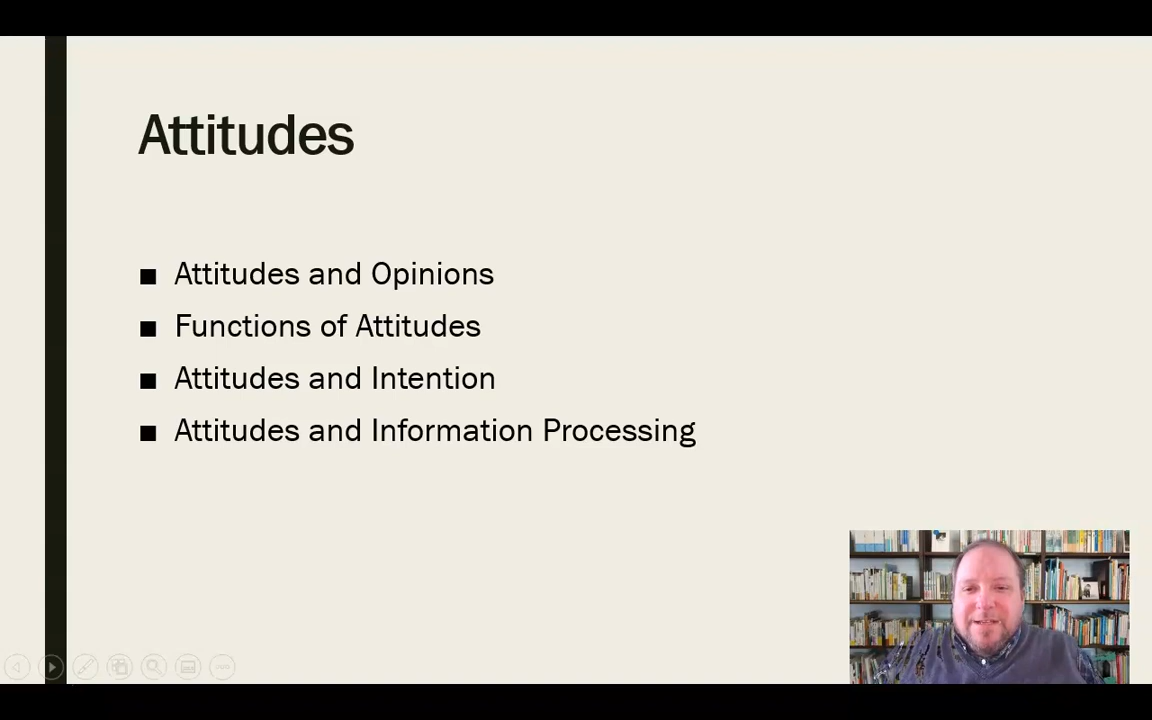 Attitudes
■ Attitudes and Opinions
■ Functions of Attitudes
■ Attitudes and Intention
■ Attitudes and Information Processing